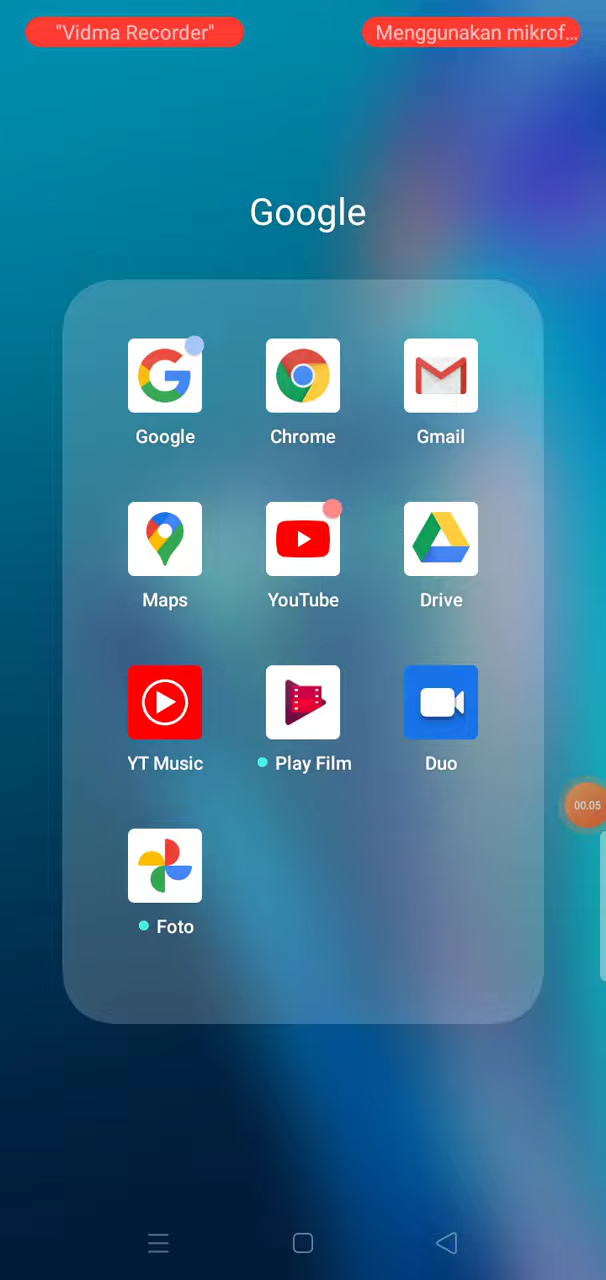 "Vidma Recorder"
Menggunakan mikrof...
Google
Google
Chrome
Gmail
Maps
YouTube
Drive
YT Music
Play Film
Duo
Foto
00.05